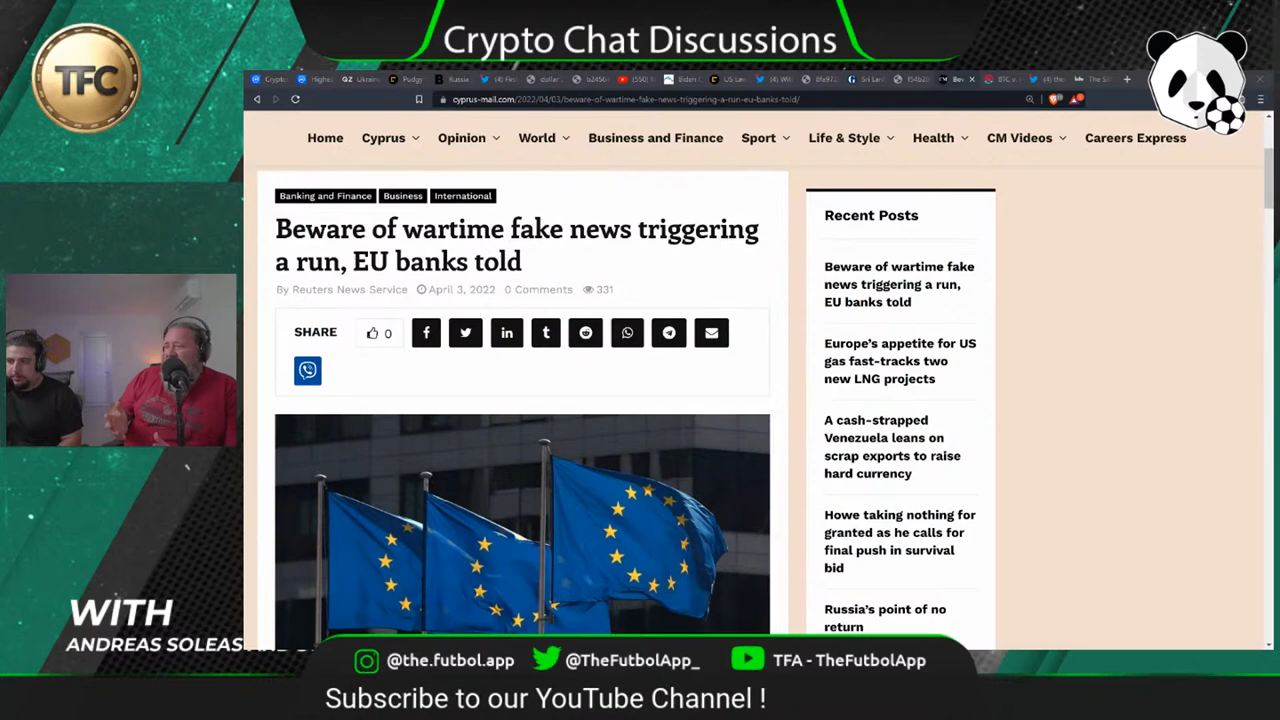 Crypto Chat Discussions
TFC
cyprus-mail.com/2022/04/03/beware-of-wartime-fake-news-triggering-a-run-eu-banks-told/
Home Cyprus Opinion World Business and Finance Sport Life & Style Health CM Videos Careers Express
Banking and Finance Business International
Beware of wartime fake news triggering
a run, EU banks told
By Reuters News Service April 3, 2022 0 Comments 331
SHARE 0
Recent Posts
Beware of wartime fake
news triggering a run,
EU banks told
Europe's appetite for US
gas fast-tracks two
new LNG projects
A cash-strapped
Venezuela leans on
scrap exports to raise
hard currency
Howe taking nothing for
granted as he calls for
final push in survival
bid
Russia's point of no
return
WITH
ANDREAS SOLEAS
@the.futbol.app @TheFutbolApp_ TFA - TheFutbolApp
Subscribe to our YouTube Channel !